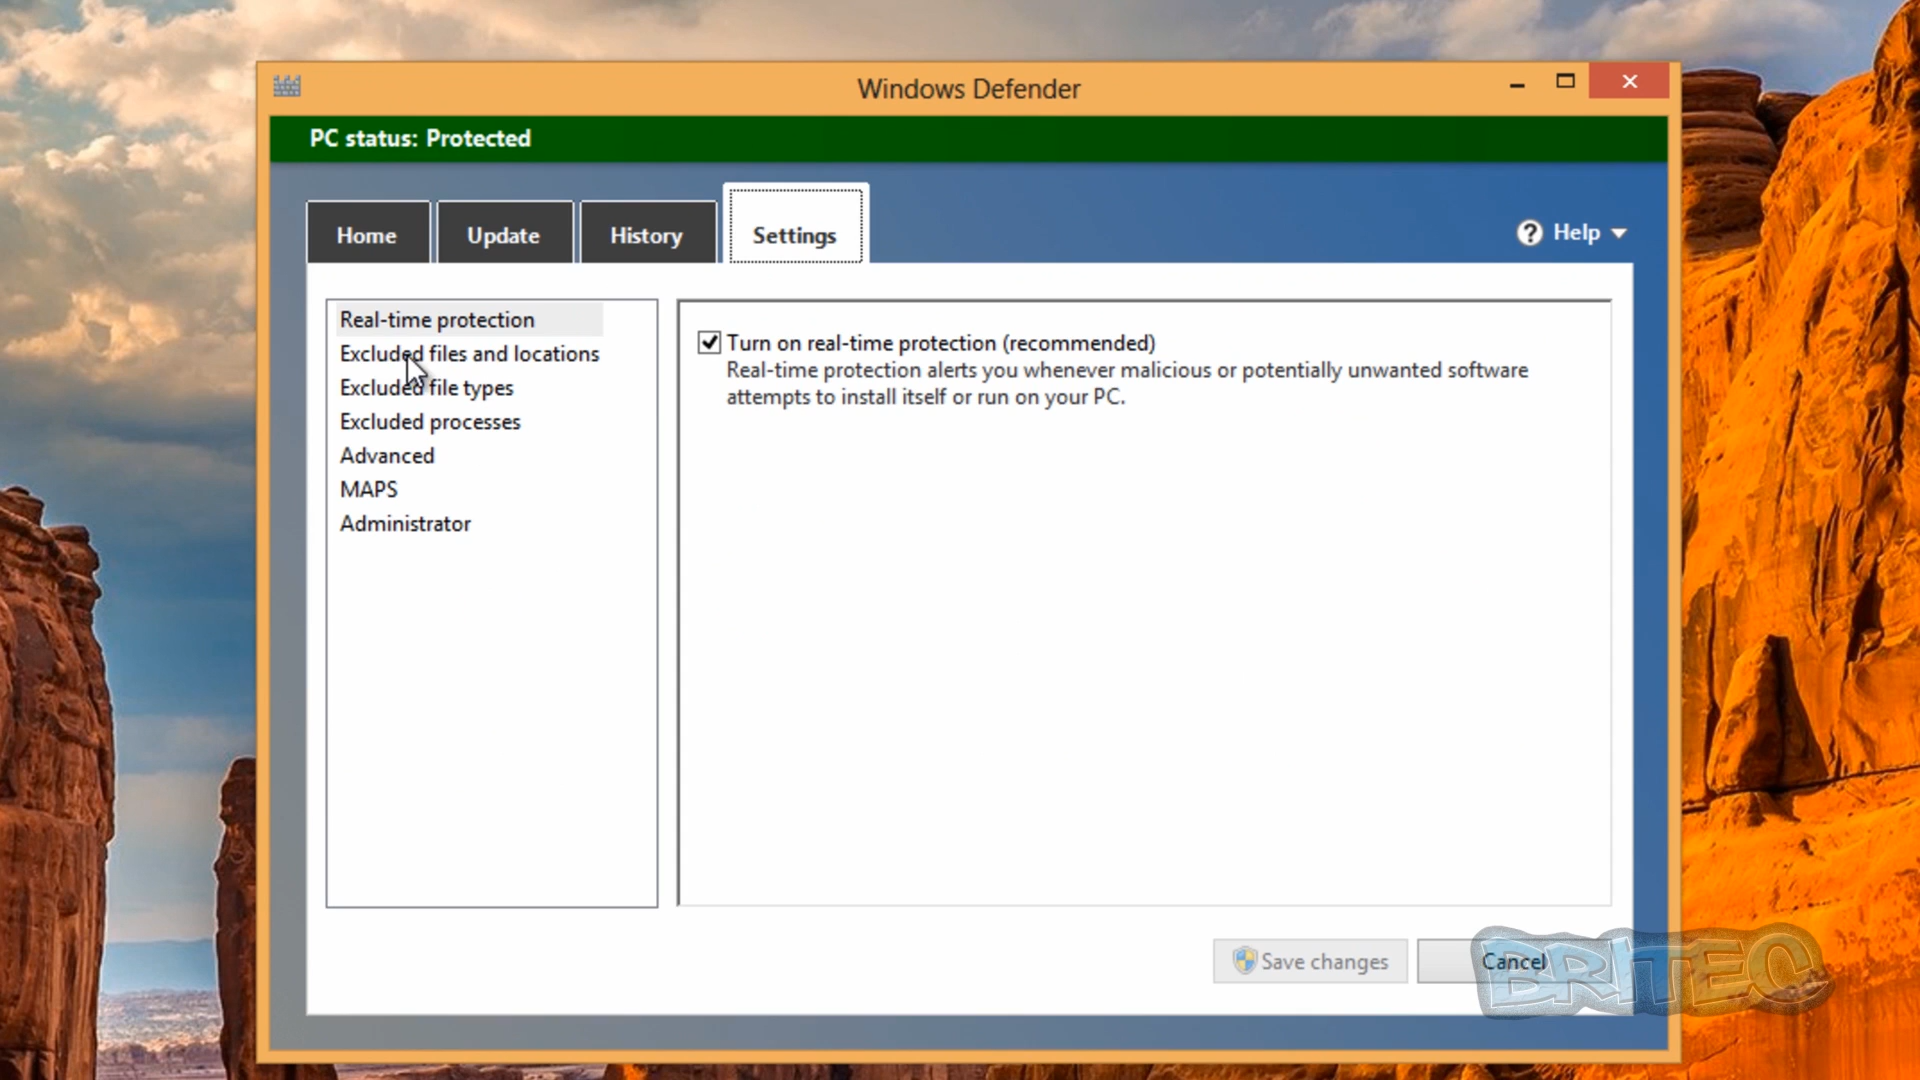 Windows Defender
PC status: Protected
Home
Update
History
Settings
? Help
Real-time protection
Excluded files and locations
Excluded file types
Excluded processes
Advanced
MAPS
Administrator
Turn on real-time protection (recommended)
Real-time protection alerts you whenever malicious or potentially unwanted software
attempts to install itself or run on your PC.
Save changes
Cancel
BRITEC